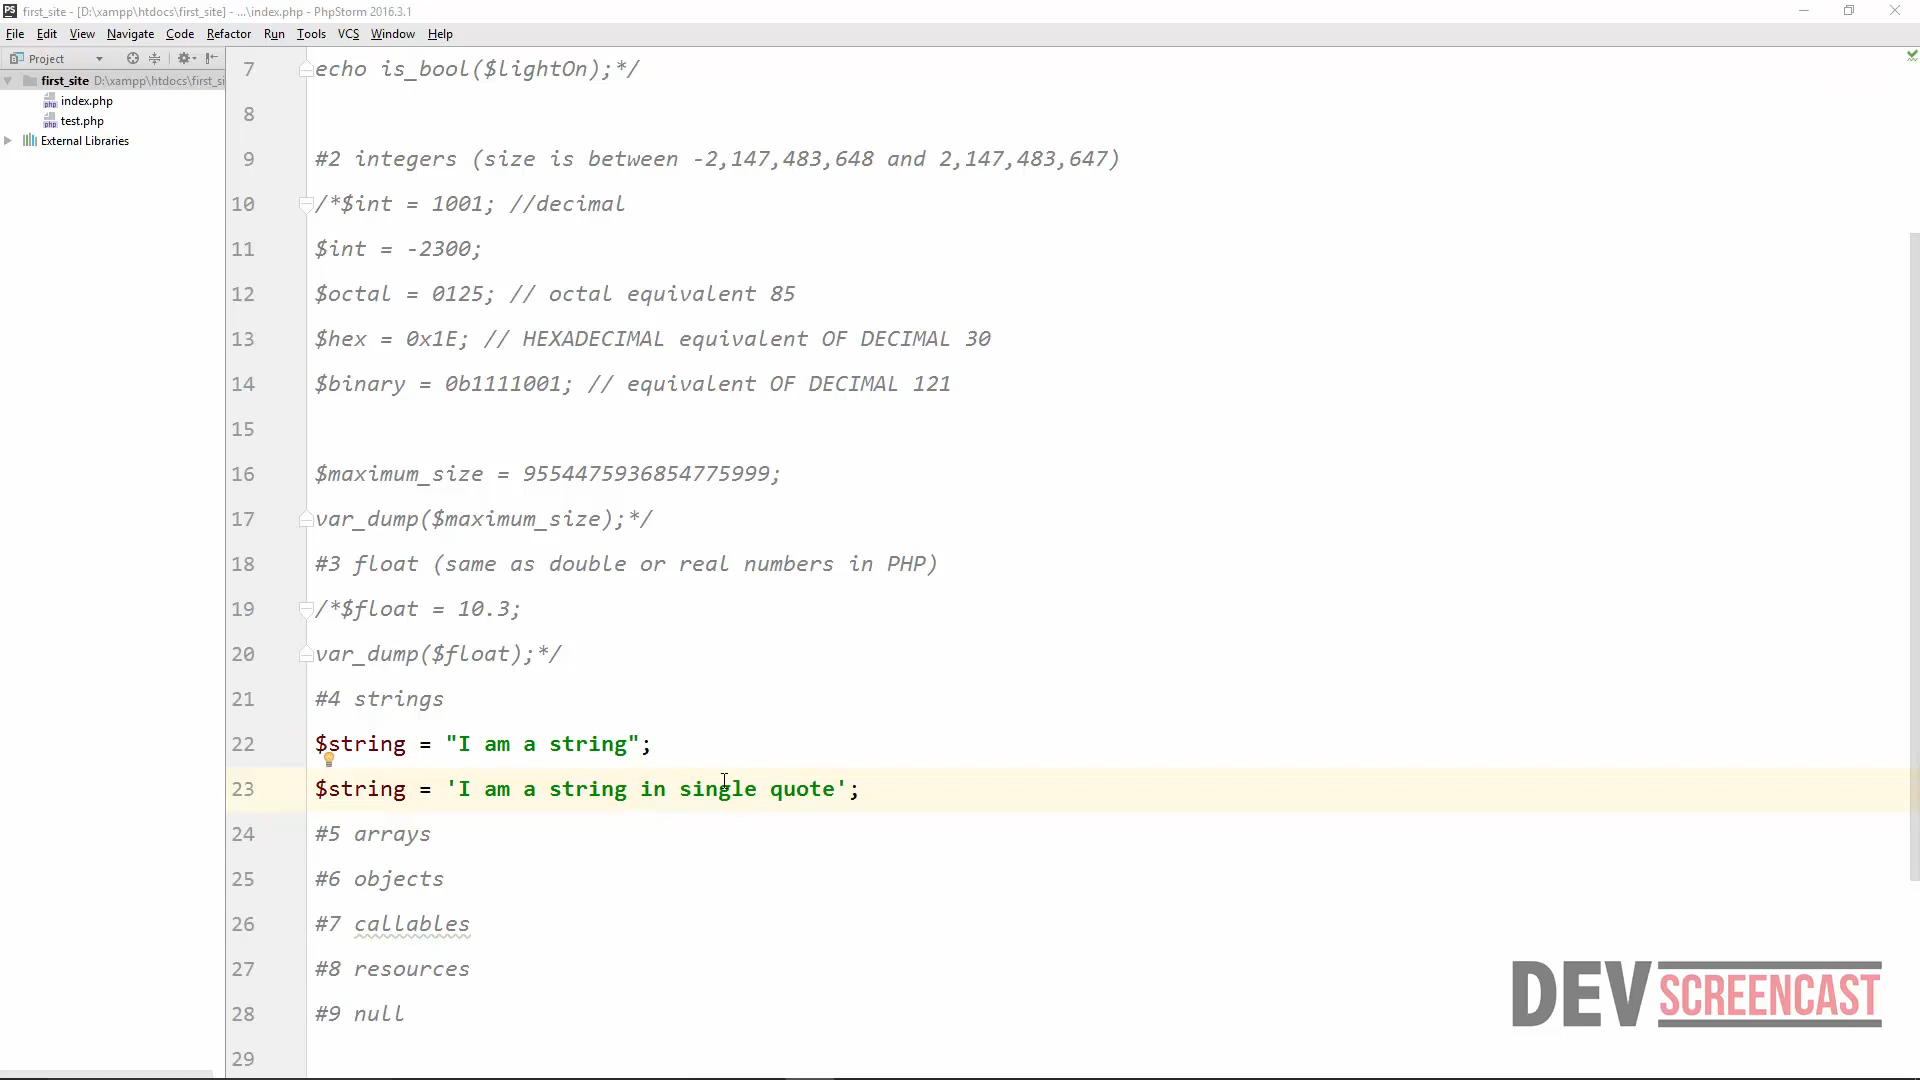 first_site - [D:\xampp\htdocs\first_site] - ...\index.php - PhpStorm 2016.3.1
File Edit View Navigate Code Refactor Run Tools VCS Window Help
Project
first_site D:\xampp\htdocs\first_si
index.php
test.php
External Libraries
7 echo is_bool($lightOn);*/
8
9 #2 integers (size is between -2,147,483,648 and 2,147,483,647)
10 /*$int = 1001; //decimal
11 $int = -2300;
12 $octal = 0125; // octal equivalent 85
13 $hex = 0x1E; // HEXADECIMAL equivalent OF DECIMAL 30
14 $binary = 0b1111001; // equivalent OF DECIMAL 121
15
16 $maximum_size = 9554475936854775999;
17 var_dump($maximum_size);*/
18 #3 float (same as double or real numbers in PHP)
19 /*$float = 10.3;
20 var_dump($float);*/
21 #4 strings
22 $string = "I am a string";
23 $string = 'I am a string in single quote';
24 #5 arrays
25 #6 objects
26 #7 callables
27 #8 resources
28 #9 null
29
DEV SCREENCAST